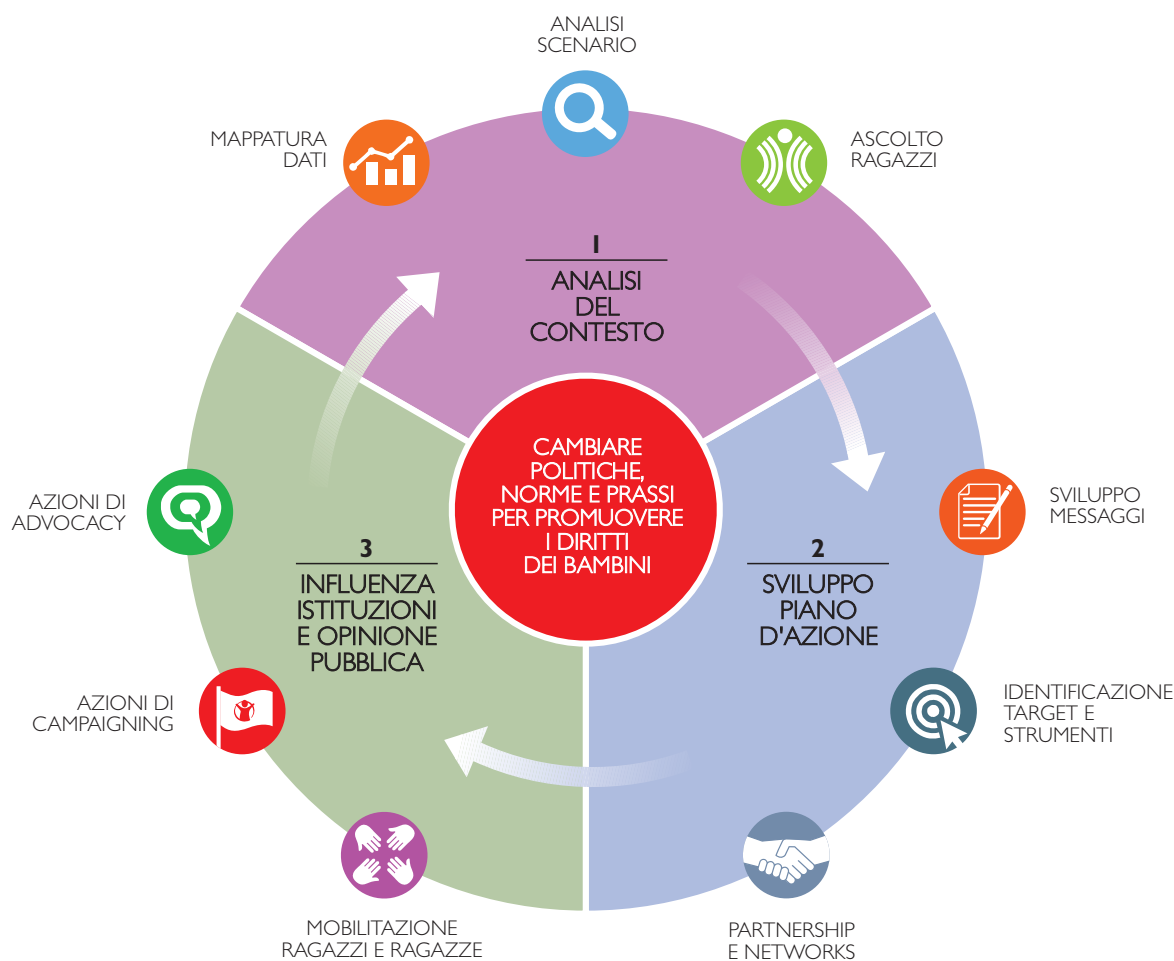 ANALISI
SCENARIO
MAPPATURA
DATI
ASCOLTO
RAGAZZI
1
ANALISI
DEL
CONTESTO
CAMBIARE
POLITICHE,
NORME E PRASSI
PER PROMUOVERE
I DIRITTI
DEI BAMBINI
SVILUPPO
MESSAGGI
2
SVILUPPO
PIANO
D'AZIONE
IDENTIFICAZIONE
TARGET E
STRUMENTI
PARTNERSHIP
E NETWORKS
3
INFLUENZA
ISTITUZIONI
E OPINIONE
PUBBLICA
MOBILITAZIONE
RAGAZZI E RAGAZZE
AZIONI DI
CAMPAIGNING
AZIONI DI
ADVOCACY